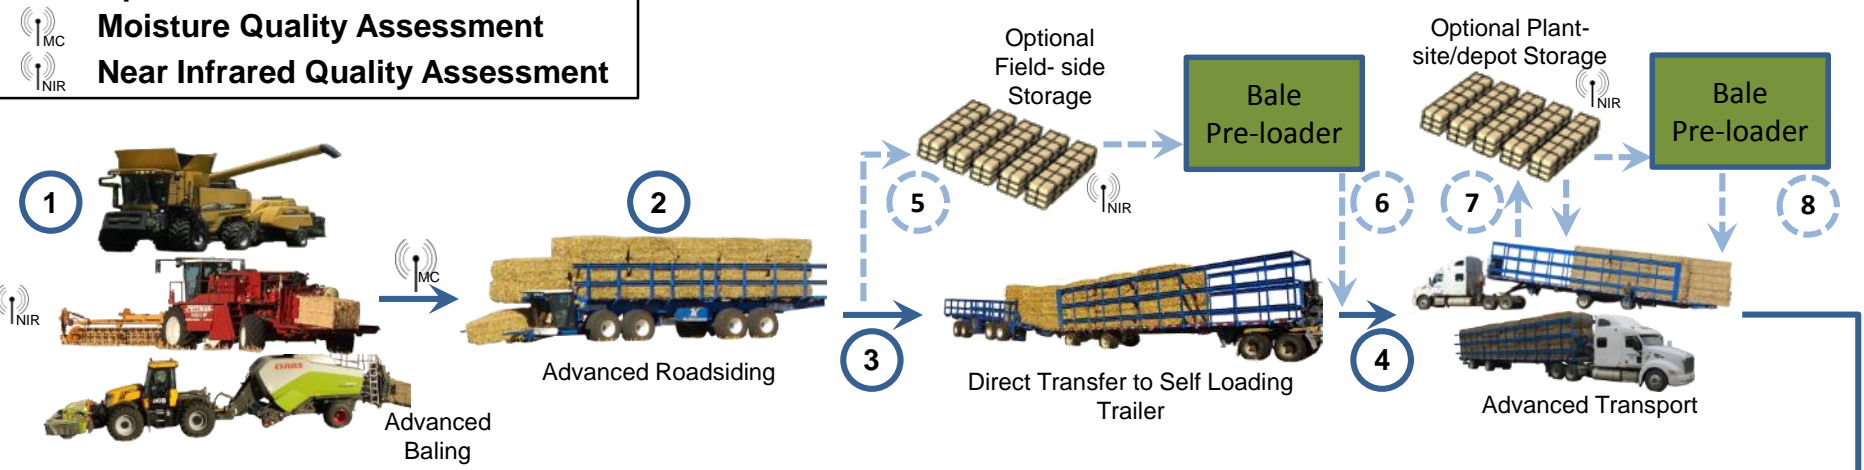 MC Moisture Quality Assessment
NIR Near Infrared Quality Assessment
1
NIR
CLAAS
Advanced
Baling
MC
2
Advanced Roadsiding
3
5
Optional
Field- side
Storage
NIR
Bale
Pre-loader
6
Direct Transfer to Self Loading
Trailer
4
7
Optional Plant-
site/depot Storage
NIR
Bale
Pre-loader
8
Advanced Transport